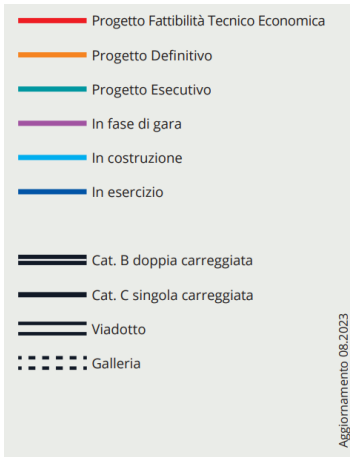 Progetto Fattibilità Tecnico Economica
Progetto Definitivo
Progetto Esecutivo
In fase di gara
In costruzione
In esercizio
Cat. B doppia carreggiata
Cat. C singola carreggiata
Viadotto
Galleria
Aggiornamento 08.2023